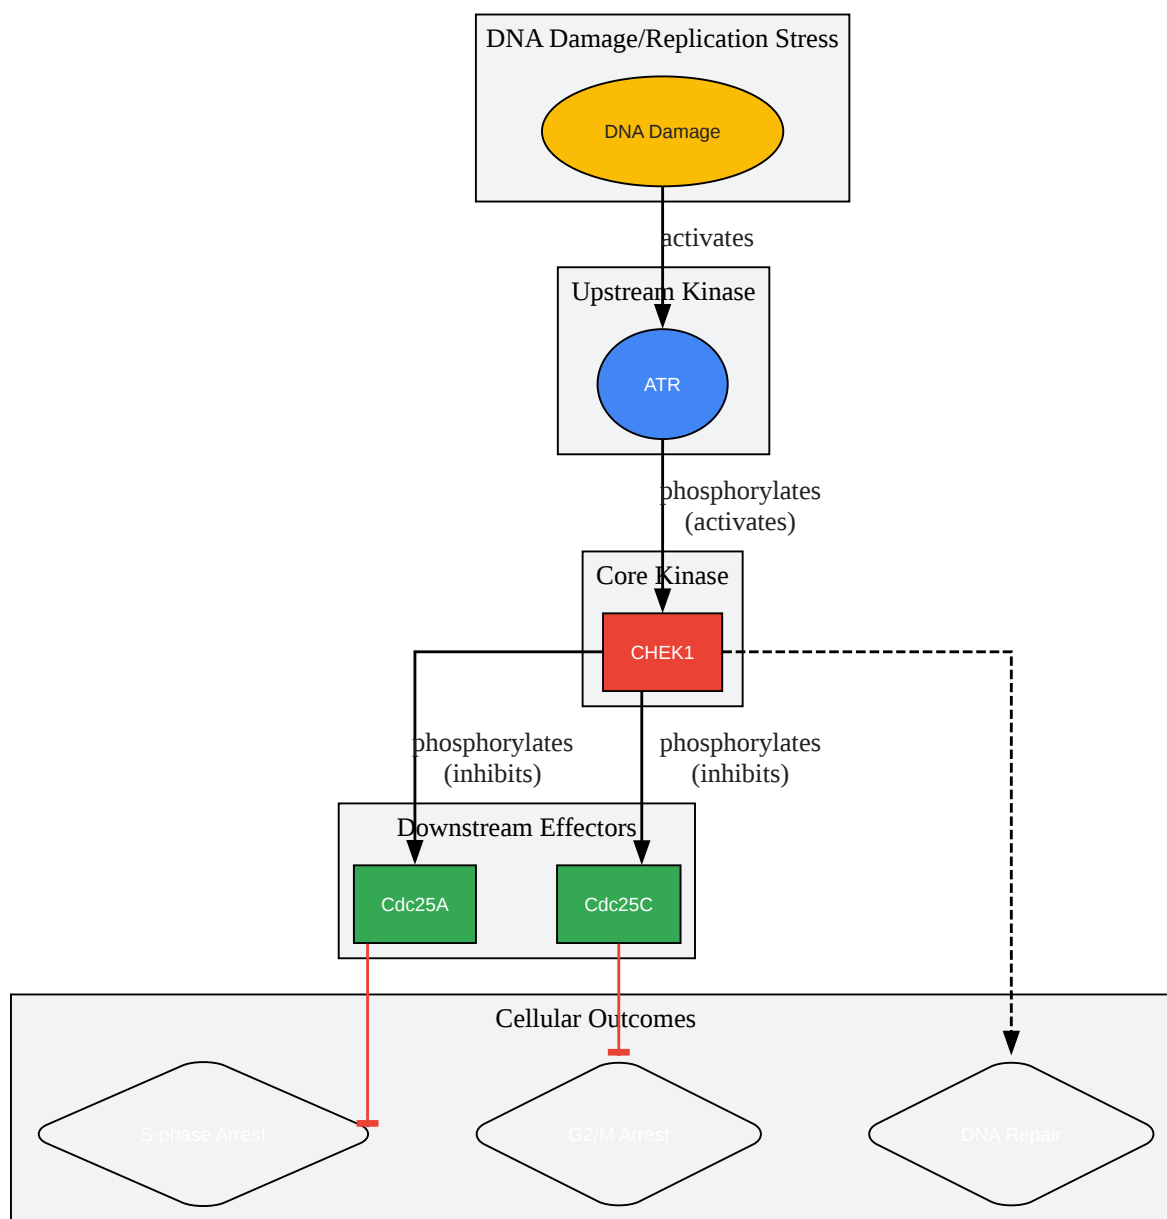 DNA Damage/Replication Stress
DNA Damage
activates
Upstream Kinase
ATR
phosphorylates
(activates)
Core Kinase
CHEK1
phosphorylates
(inhibits)
phosphorylates
(inhibits)
Downstream Effectors
Cdc25A
Cdc25C
Cellular Outcomes
S-phase Arrest
G2/M Arrest
DNA Repair